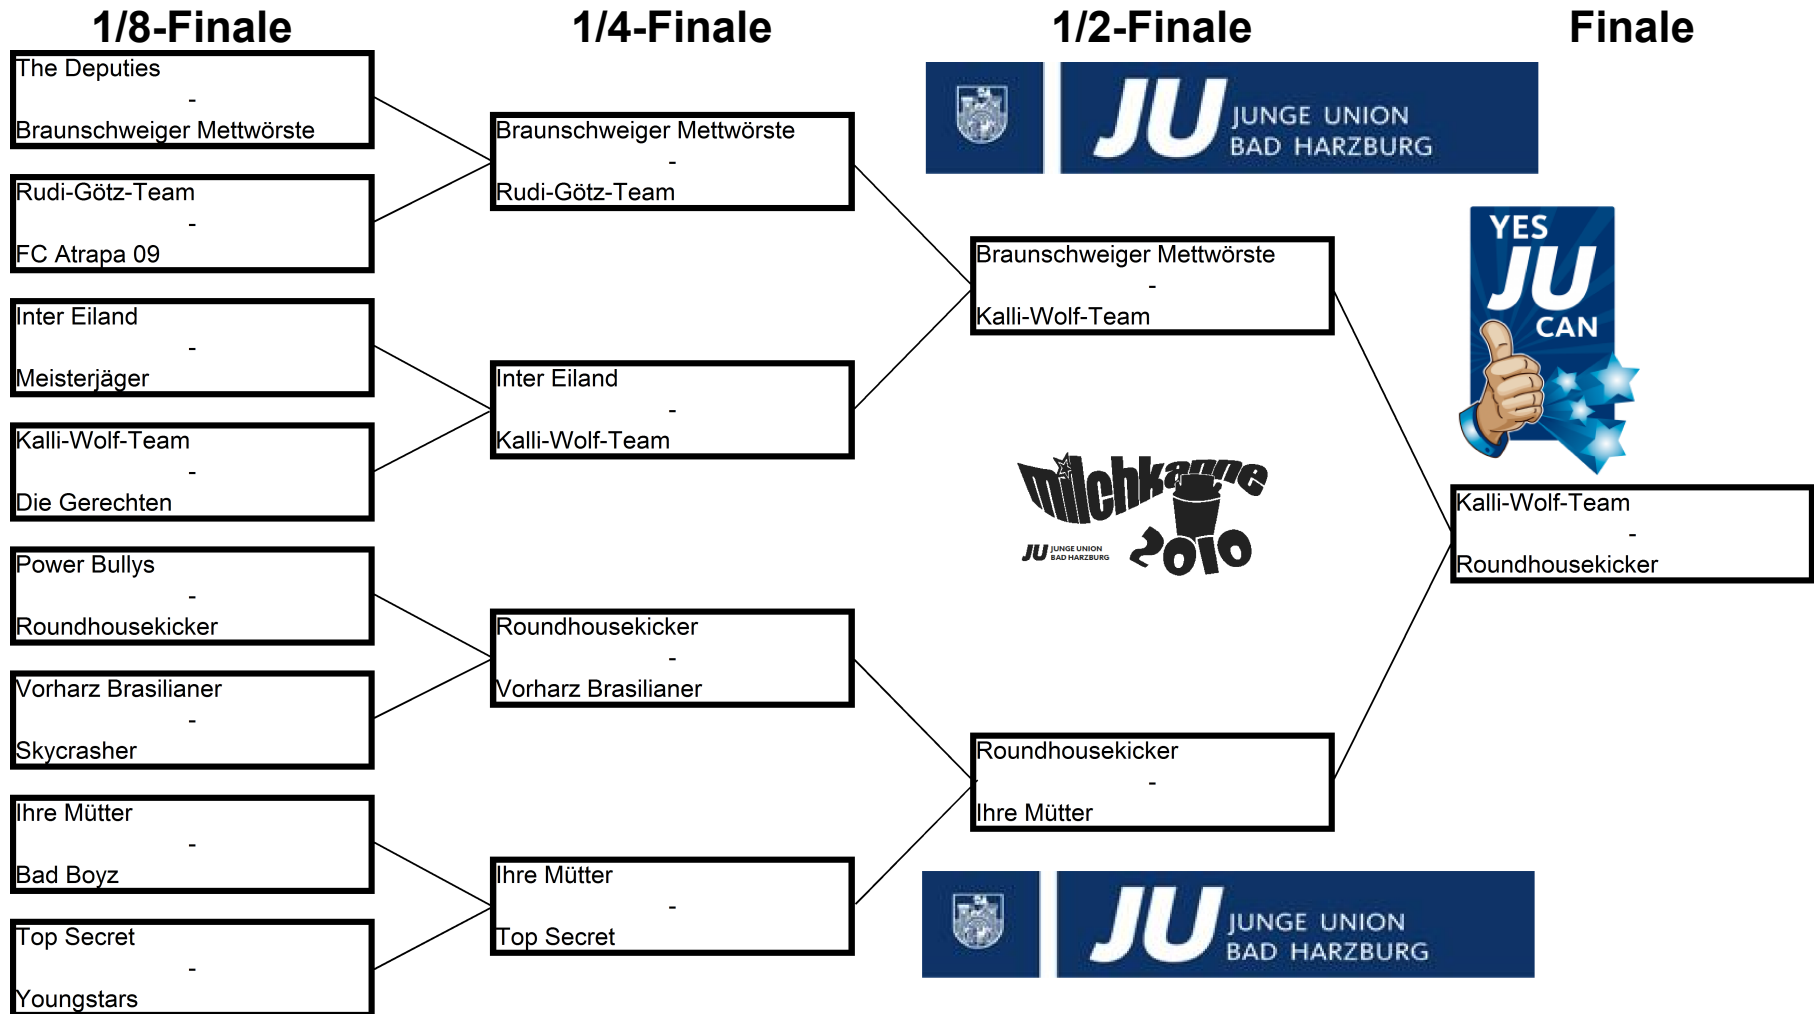 1/8-Finale
1/4-Finale
1/2-Finale
Finale
The Deputies
-
Braunschweiger Mettwörste
Rudi-Götz-Team
-
FC Atrapa 09
Inter Eiland
-
Meisterjäger
Kalli-Wolf-Team
-
Die Gerechten
Power Bullys
-
Roundhousekicker
Vorharz Brasilianer
-
Skycrasher
Ihre Mütter
-
Bad Boyz
Top Secret
-
Youngstars
Braunschweiger Mettwörste
-
Rudi-Götz-Team
Inter Eiland
-
Kalli-Wolf-Team
Roundhousekicker
-
Vorharz Brasilianer
Ihre Mütter
-
Top Secret
JU JUNGE UNION
BAD HARZBURG
Braunschweiger Mettwörste
-
Kalli-Wolf-Team
milchkanne
2010
JU JUNGE UNION
BAD HARZBURG
Roundhousekicker
-
Ihre Mütter
JU JUNGE UNION
BAD HARZBURG
YES
JU
CAN
Kalli-Wolf-Team
-
Roundhousekicker